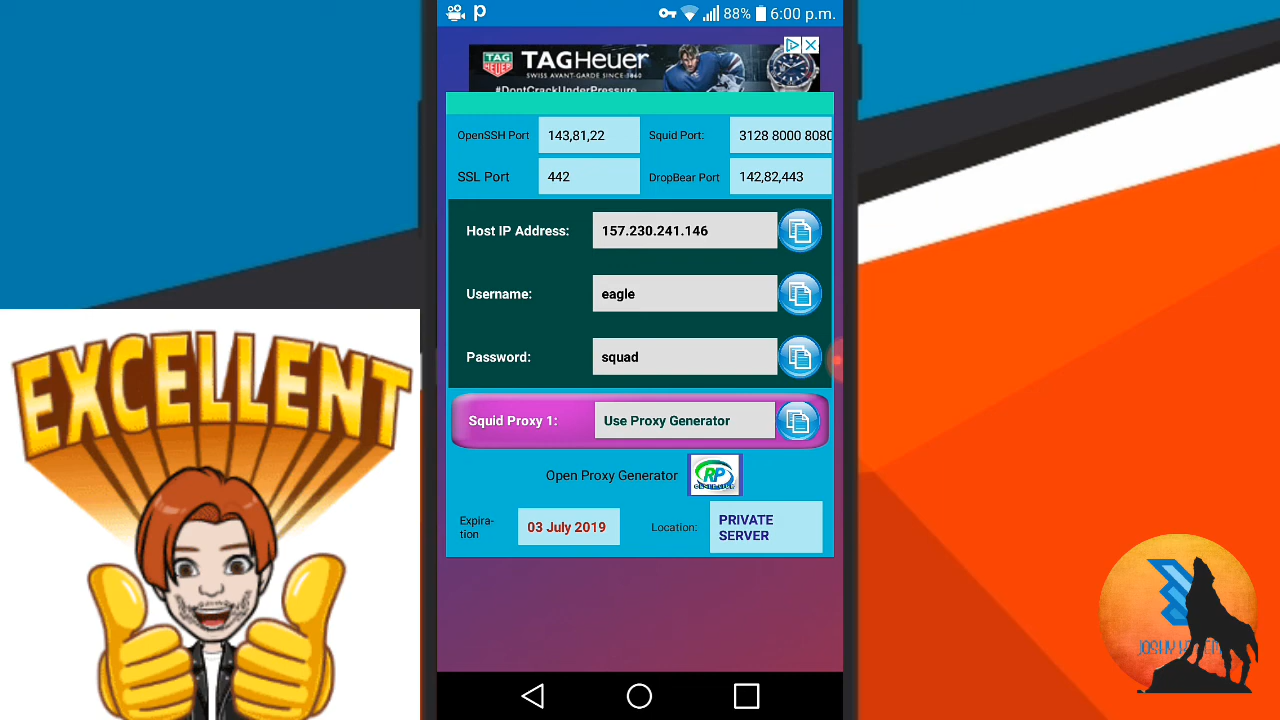 p
88%
6:00 p.m.
TAG
HEUER
TAGHeuer
SWISS AVANT-GARDE SINCE 1860
#DontCrackUnderPressure
OpenSSH Port
143,81,22
Squid Port:
3128 8000 8080
SSL Port
442
DropBear Port
142,82,443
Host IP Address:
157.230.241.146
Username:
eagle
Password:
squad
Squid Proxy 1:
Use Proxy Generator
Open Proxy Generator
RP
Expira-
tion
03 July 2019
Location:
PRIVATE
SERVER
EXCELLENT